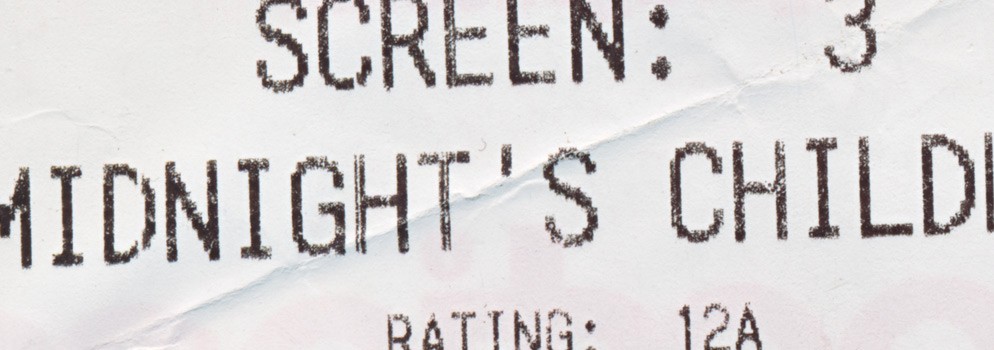 SCREEN: 3
MIDNIGHT'S CHILD
RATING: 12A